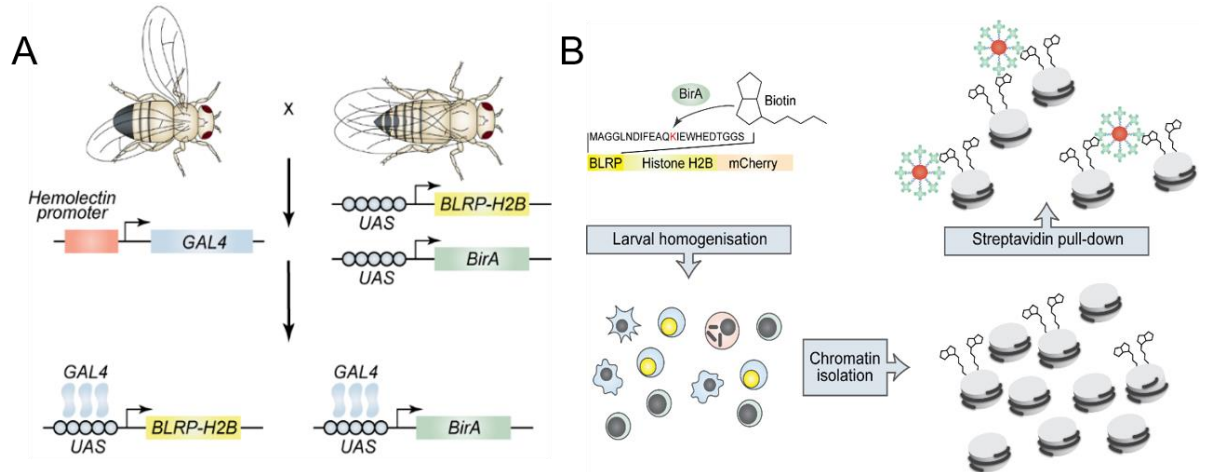 A
x
Hemolectin
promoter
GAL4
UAS
BLRP-H2B
UAS
BirA
GAL4
UAS
BLRP-H2B
GAL4
UAS
BirA
B
BirA
Biotin
MAGGLNDIFEAQKIEWHEDTGGS
BLRP Histone H2B mCherry
Larval homogenisation
Chromatin
isolation
Streptavidin pull-down